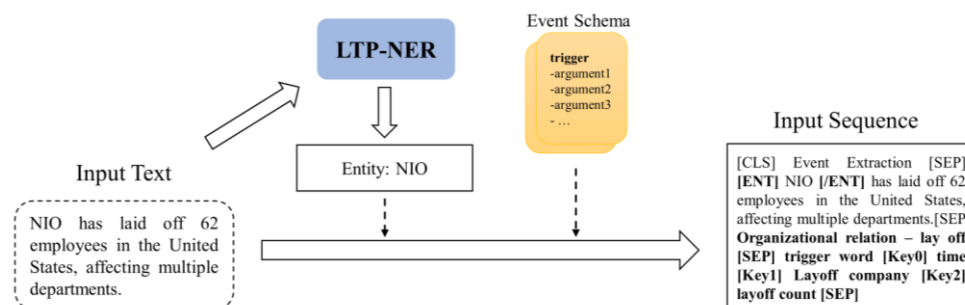 Event Schema
LTP-NER
trigger
-argument1
-argument2
-argument3
- ...
Input Text
Entity: NIO
Input Sequence
NIO has laid off 62
employees in the United
States, affecting multiple
departments.
[CLS] Event Extraction [SEP]
[ENT] NIO [/ENT] has laid off 62
employees in the United States,
affecting multiple departments.[SEP
Organizational relation – lay off
[SEP] trigger word [Key0] time
[Key1] Layoff company [Key2]
layoff count [SEP]